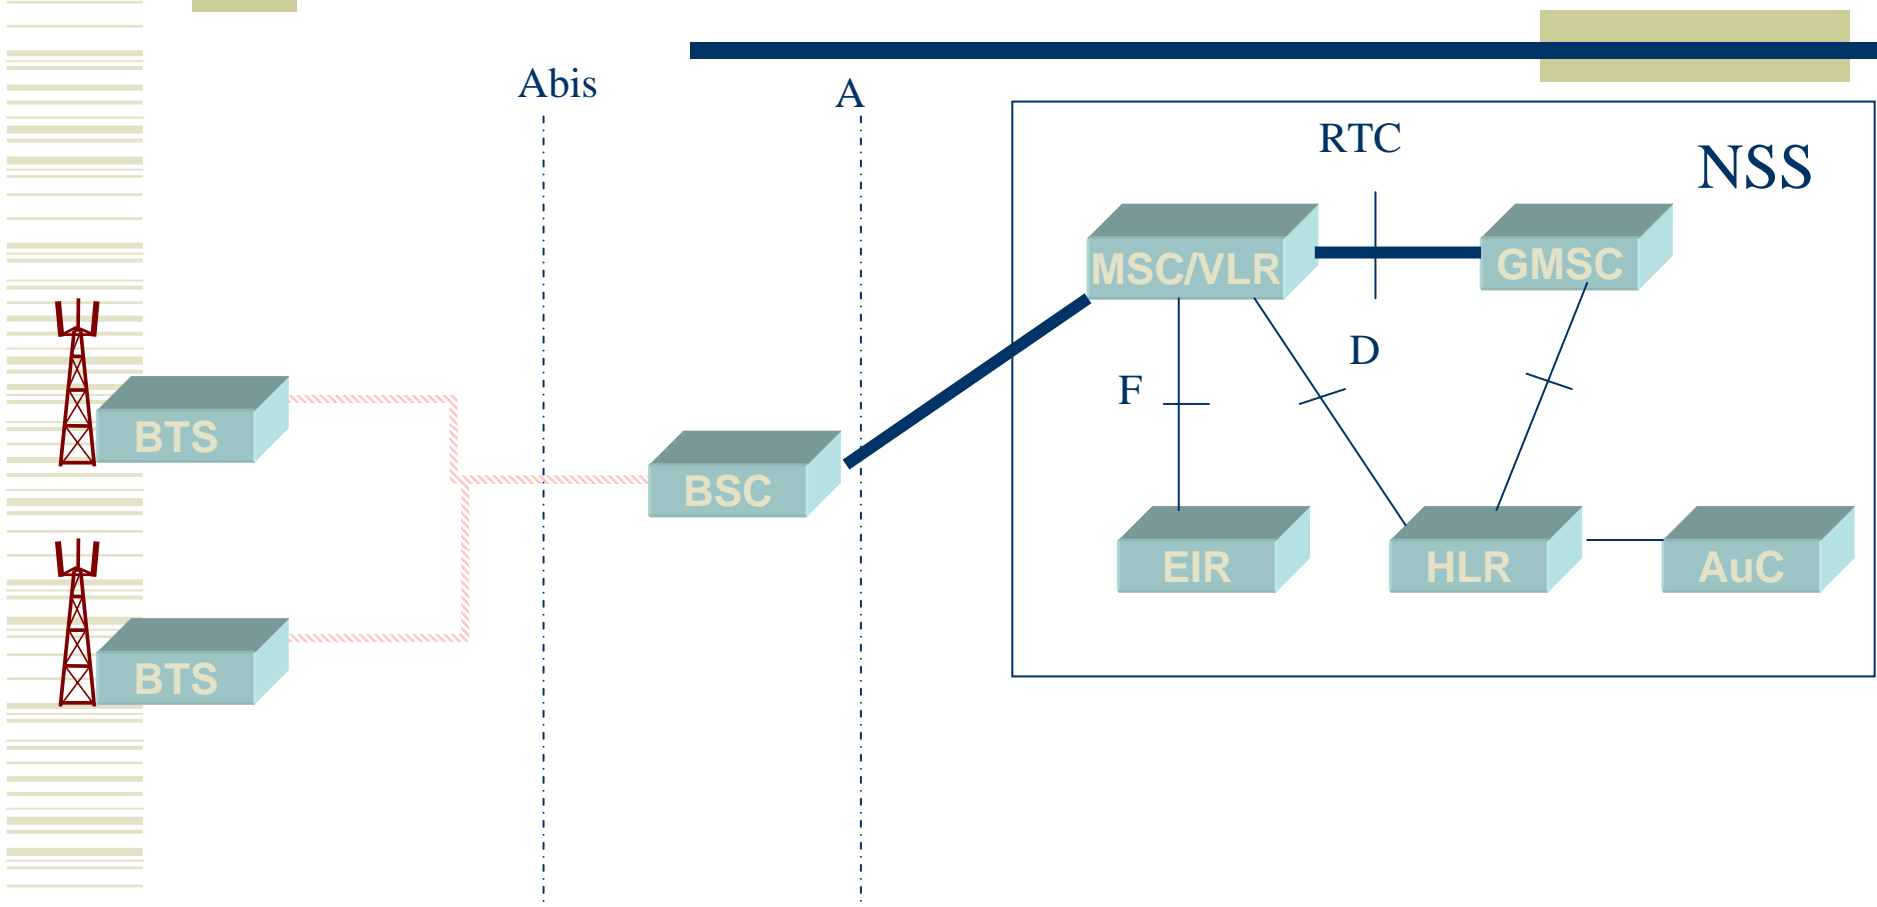 Abis
A
RTC
NSS
MSC/VLR
GMSC
D
F
BTS
BSC
EIR
HLR
AuC
BTS